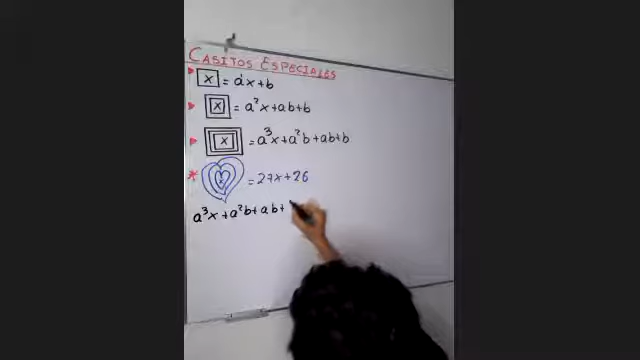 CASITOS ESPECIALES
x = ax+b
x = a²x+ab+b
x = a³x+a²b+ab+b
x = 27x+26
a³x+a²b+ab+